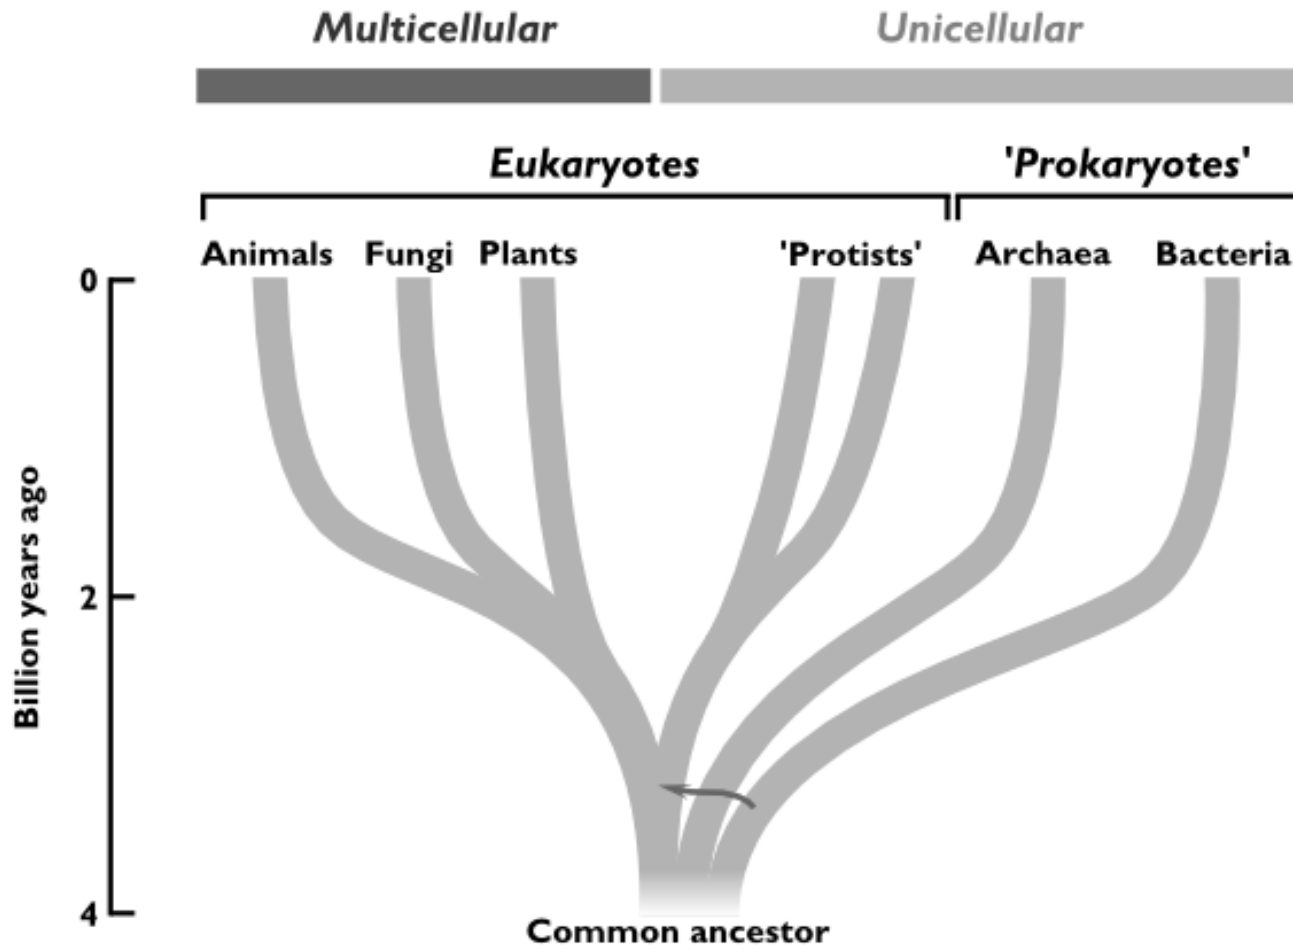 Multicellular Unicellular
Eukaryotes 'Prokaryotes'
Animals Fungi Plants 'Protists' Archaea Bacteria
0
2
4
Billion years ago
Common ancestor